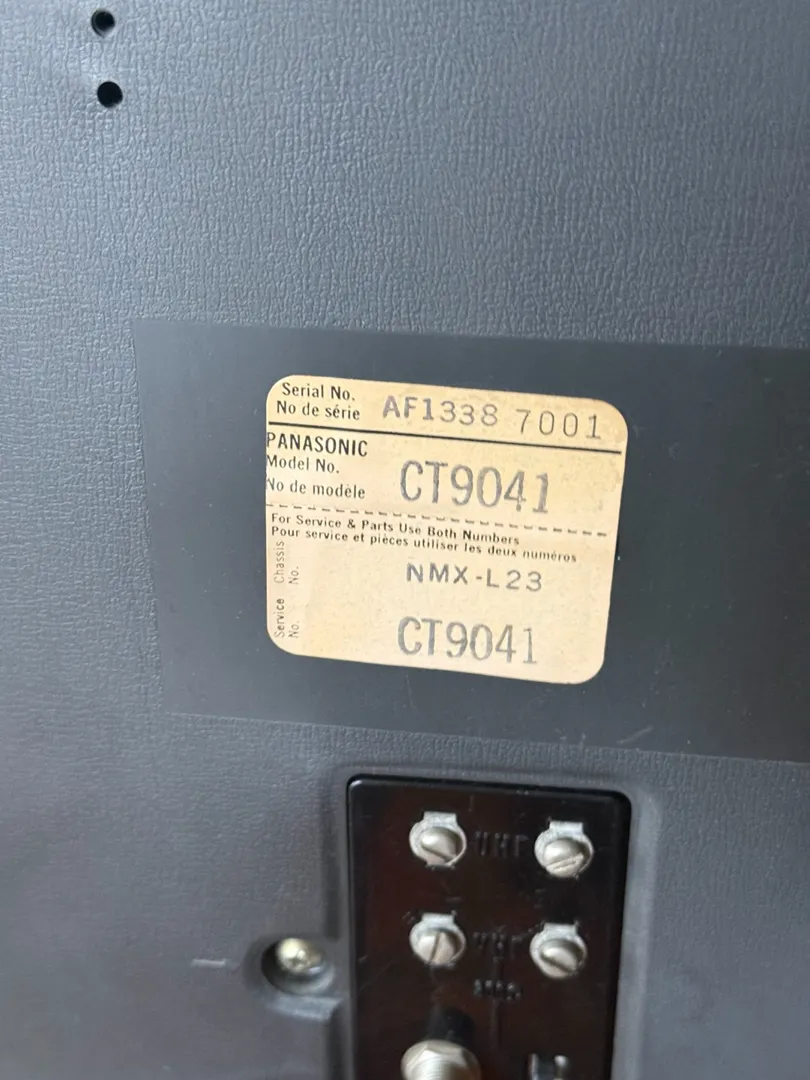 Serial No.
No de série AF1338 7001
PANASONIC
Model No.
No de modèle CT9041
For Service & Parts Use Both Numbers
Pour service et pièces utiliser les deux numéros
Chassis No. NMX-L23
Service No. CT9041
UHF
VHF